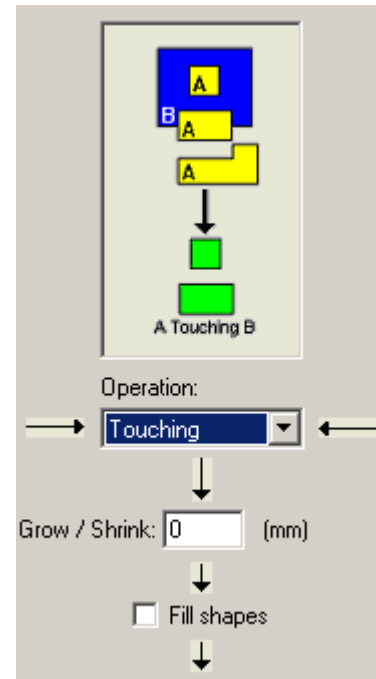 A
B
A
A
A Touching B
Operation:
Touching
Grow / Shrink: 0 (mm)
Fill shapes